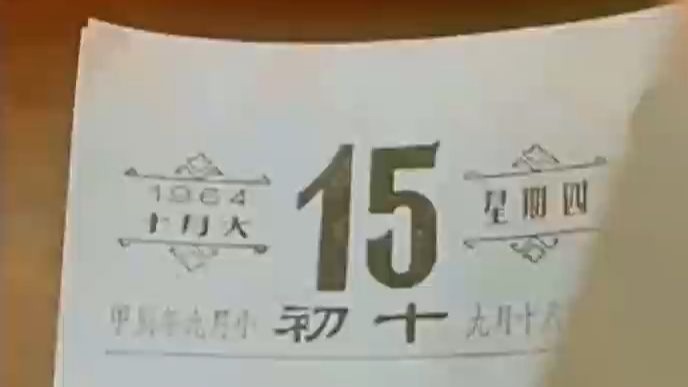 1964
十月大
15
星期四
甲辰年九月小
初十
九月十八